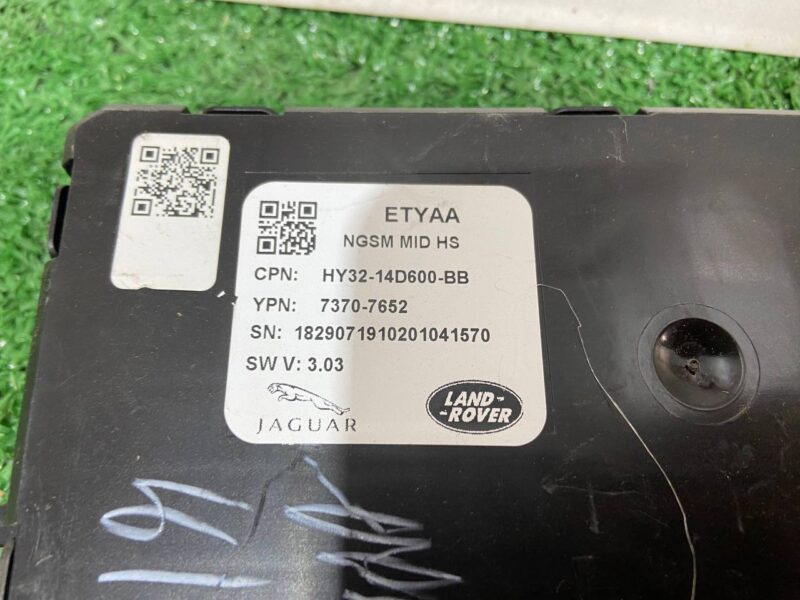 ETYAA
NGSM MID HS
CPN: HY32-14D600-BB
YPN: 7370-7652
SN: 1829071910201041570
SW V: 3.03
JAGUAR
LAND
ROVER